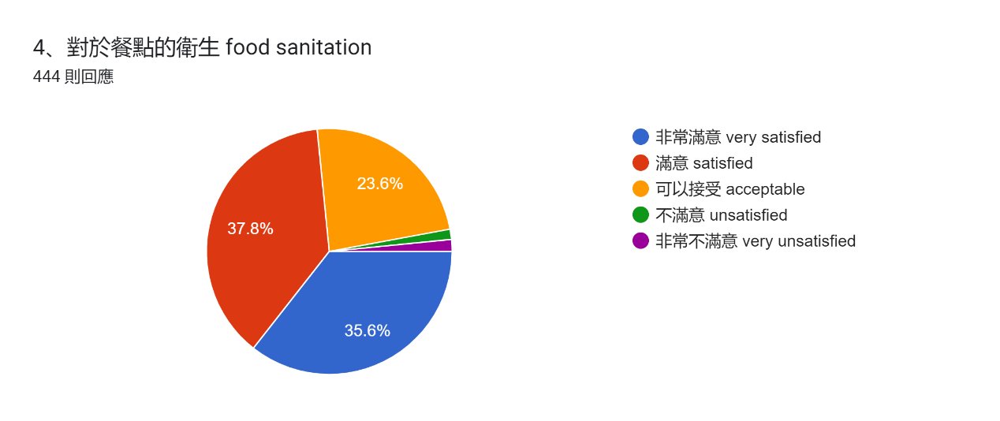 4、對於餐點的衛生 food sanitation
444 則回應
非常滿意 very satisfied
滿意 satisfied
可以接受 acceptable
不滿意 unsatisfied
非常不滿意 very unsatisfied
23.6%
37.8%
35.6%